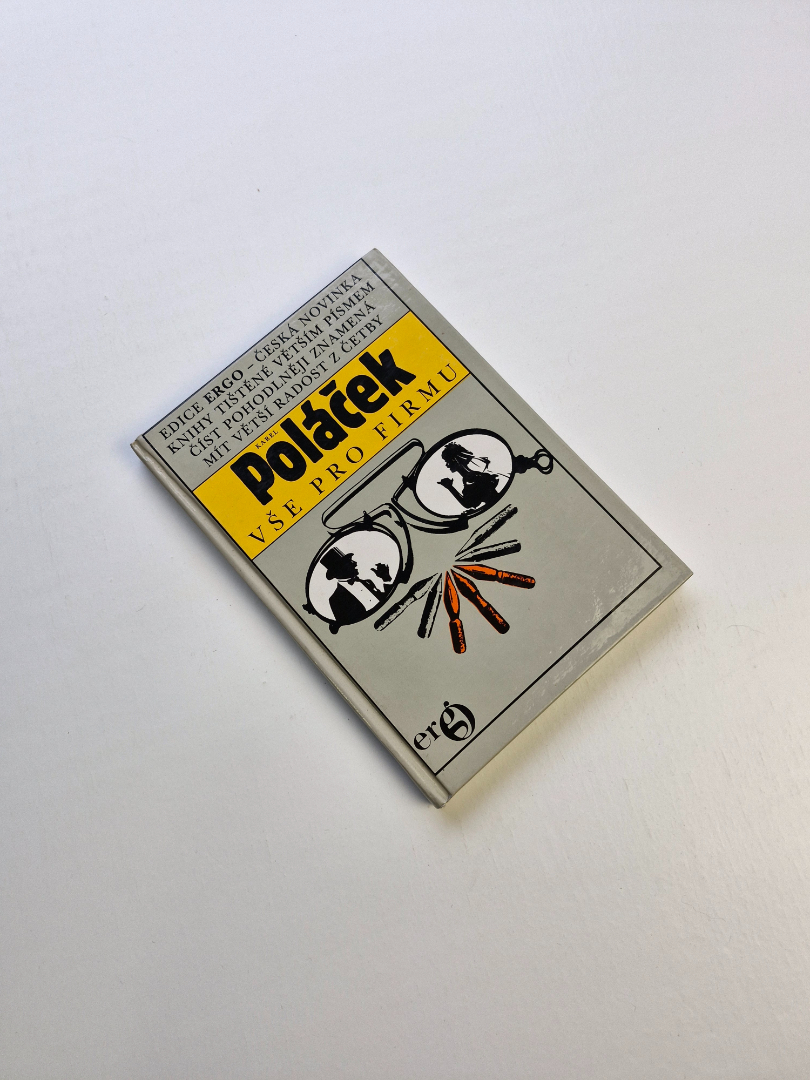 EDICE ERGO – ČESKÁ NOVINKA
KNIHY TIŠTĚNÉ VĚTŠÍM PÍSMEM
ČÍST POHODLNĚJI ZNAMENÁ
MÍT VĚTŠÍ RADOST Z ČETBY
KAREL
Poláček
VŠE PRO FIRMU
ergo